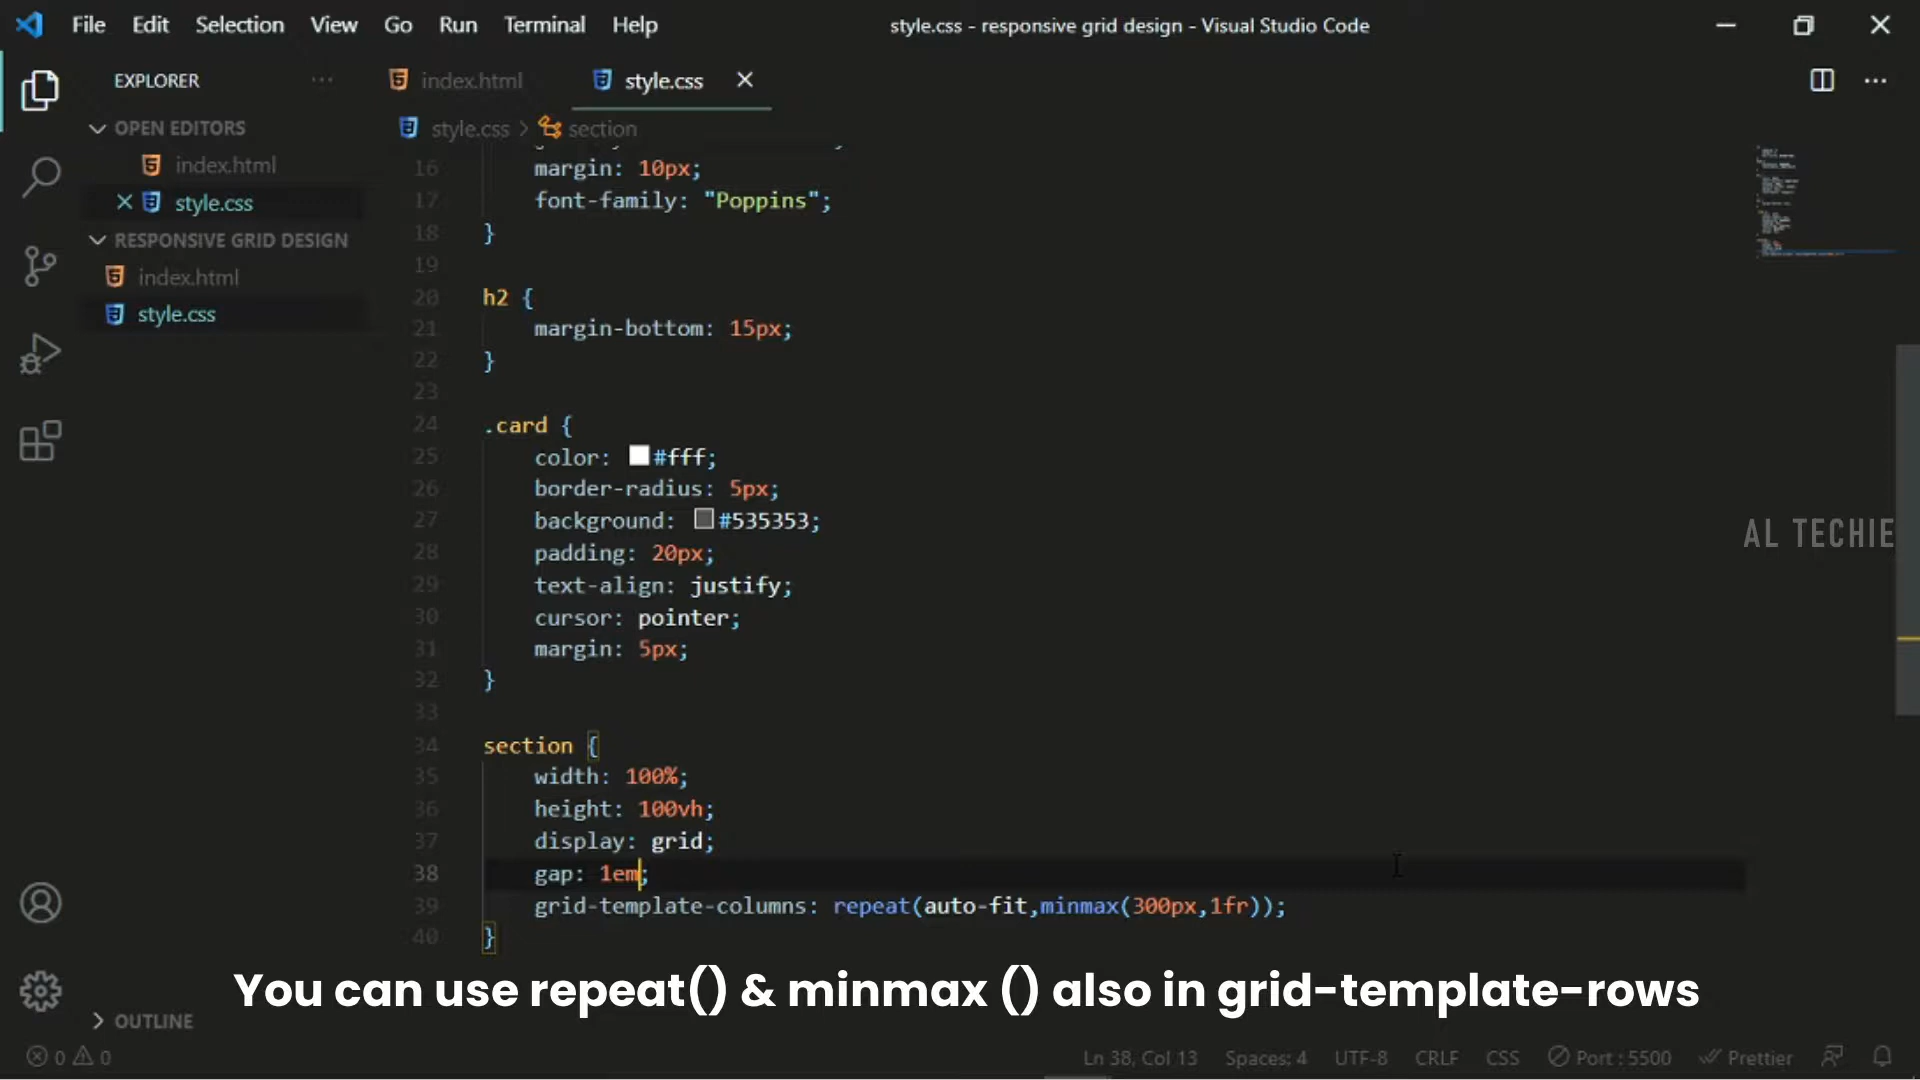 File Edit Selection View Go Run Terminal Help style.css - responsive grid design - Visual Studio Code
EXPLORER
index.html
style.css
OPEN EDITORS
index.html
style.css
RESPONSIVE GRID DESIGN
index.html
style.css
OUTLINE
style.css > section
16 margin: 10px;
17 font-family: "Poppins";
18 }
19
20 h2 {
21 margin-bottom: 15px;
22 }
23
24 .card {
25 color: #fff;
26 border-radius: 5px;
27 background: #535353;
28 padding: 20px;
29 text-align: justify;
30 cursor: pointer;
31 margin: 5px;
32 }
33
34 section {
35 width: 100%;
36 height: 100vh;
37 display: grid;
38 gap: 1em;
39 grid-template-columns: repeat(auto-fit,minmax(300px,1fr));
40 }
AL TECHIE
You can use repeat() & minmax () also in grid-template-rows
0 0 Ln 38, Col 13 Spaces: 4 UTF-8 CRLF CSS Port : 5500 Prettier